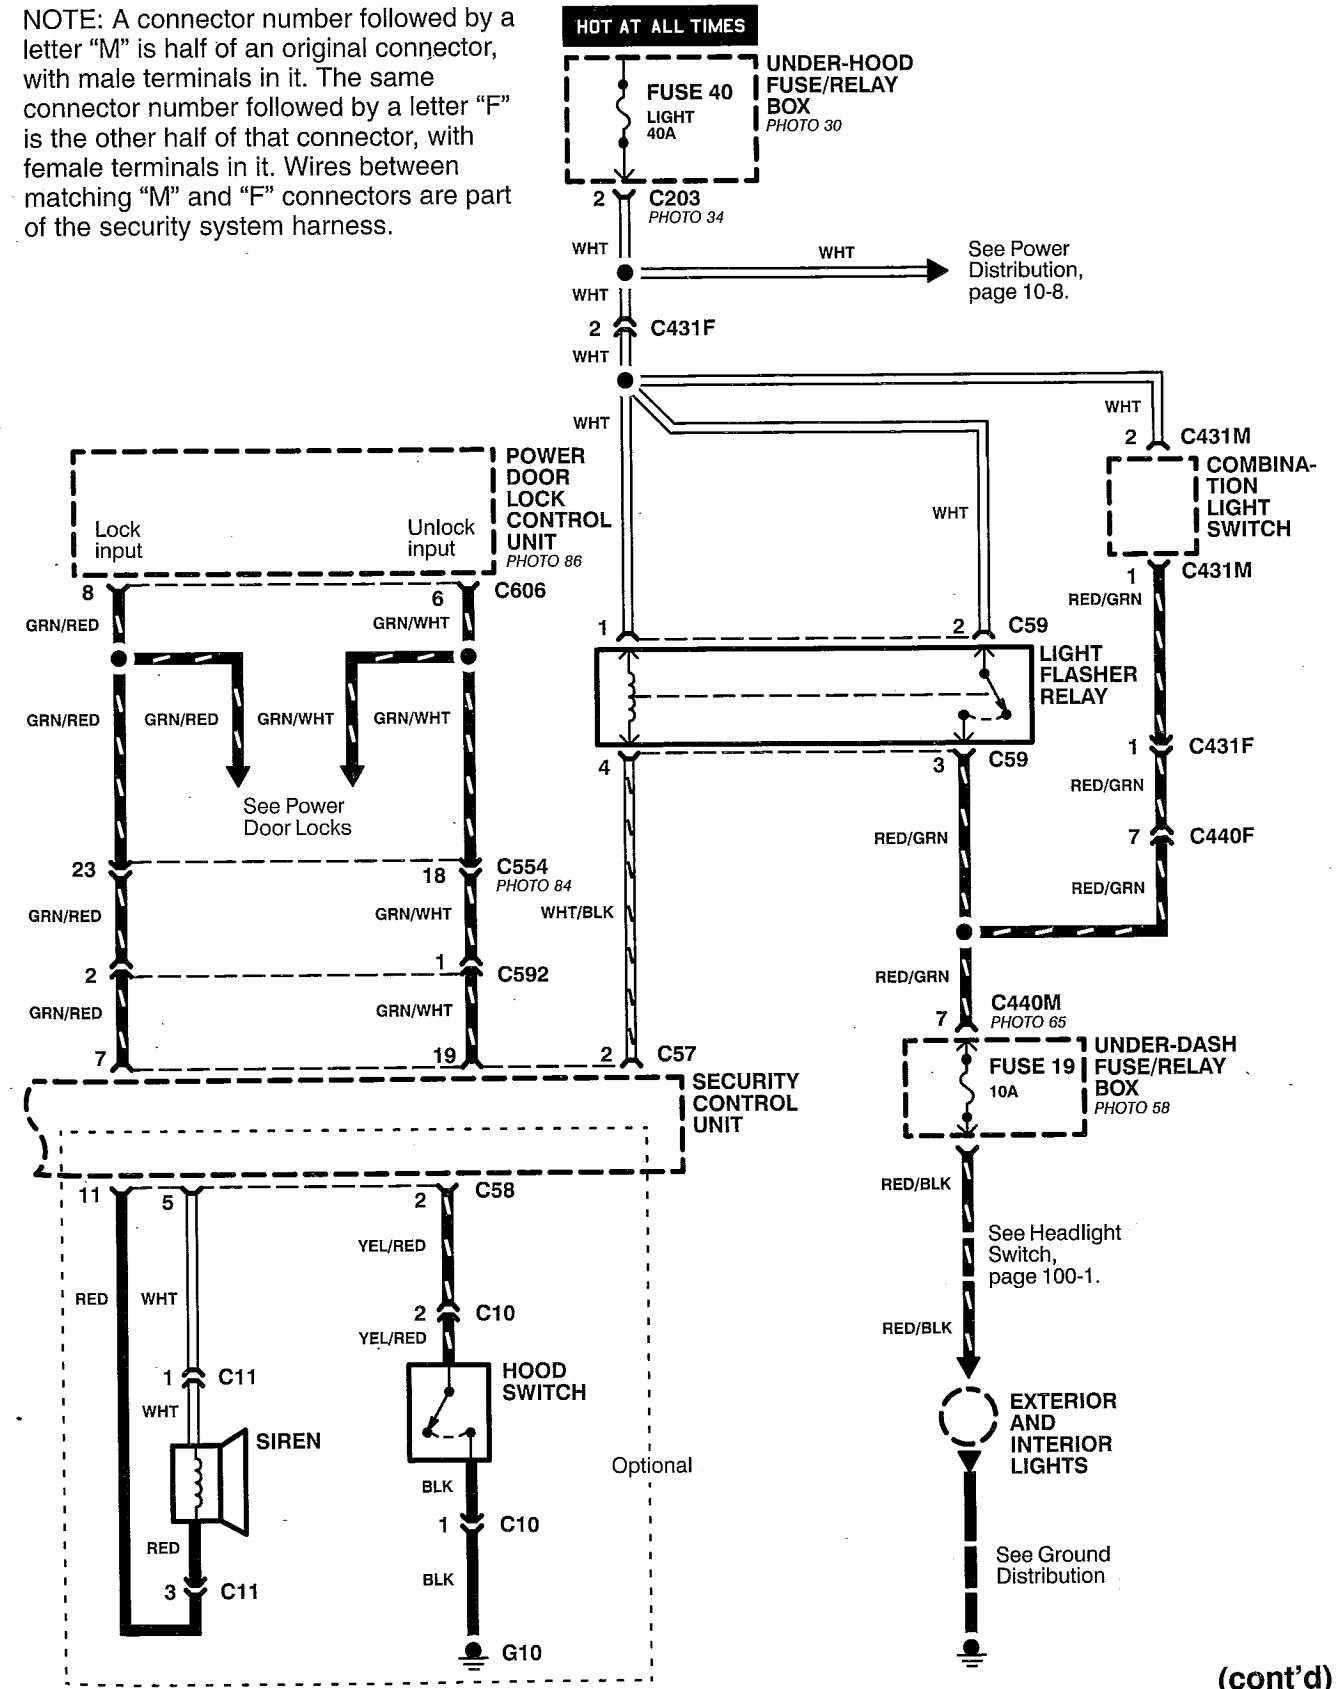 NOTE: A connector number followed by a
letter “M” is half of an original connector,
with male terminals in it. The same
connector number followed by a letter “F”
is the other half of that connector, with
female terminals in it. Wires between
matching “M” and “F” connectors are part
of the security system harness.
HOT AT ALL TIMES
UNDER-HOOD
FUSE/RELAY
BOX
PHOTO 30
FUSE 40
LIGHT
40A
2
C203
PHOTO 34
WHT
WHT
See Power
Distribution,
page 10-8.
WHT
2
C431F
WHT
WHT
WHT
2
C431M
COMBINA-
TION
LIGHT
SWITCH
WHT
POWER
DOOR
LOCK
CONTROL
UNIT
PHOTO 86
Lock
input
Unlock
input
8
6
C606
1
C431M
RED/GRN
GRN/RED
GRN/WHT
1
2
C59
LIGHT
FLASHER
RELAY
GRN/RED
GRN/RED
GRN/WHT
GRN/WHT
See Power
Door Locks
4
3
C59
1
C431F
RED/GRN
RED/GRN
7
C440F
RED/GRN
23
18
C554
PHOTO 84
GRN/RED
GRN/WHT
WHT/BLK
2
1
C592
RED/GRN
GRN/RED
GRN/WHT
7
C440M
PHOTO 65
7
19
2
C57
UNDER-DASH
FUSE/RELAY
BOX
PHOTO 58
FUSE 19
10A
SECURITY
CONTROL
UNIT
11
5
2
C58
RED/BLK
YEL/RED
See Headlight
Switch,
page 100-1.
RED
WHT
2
C10
YEL/RED
RED/BLK
1
C11
HOOD
SWITCH
WHT
EXTERIOR
AND
INTERIOR
LIGHTS
SIREN
Optional
BLK
1
C10
RED
See Ground
Distribution
3
C11
BLK
G10
(cont’d)